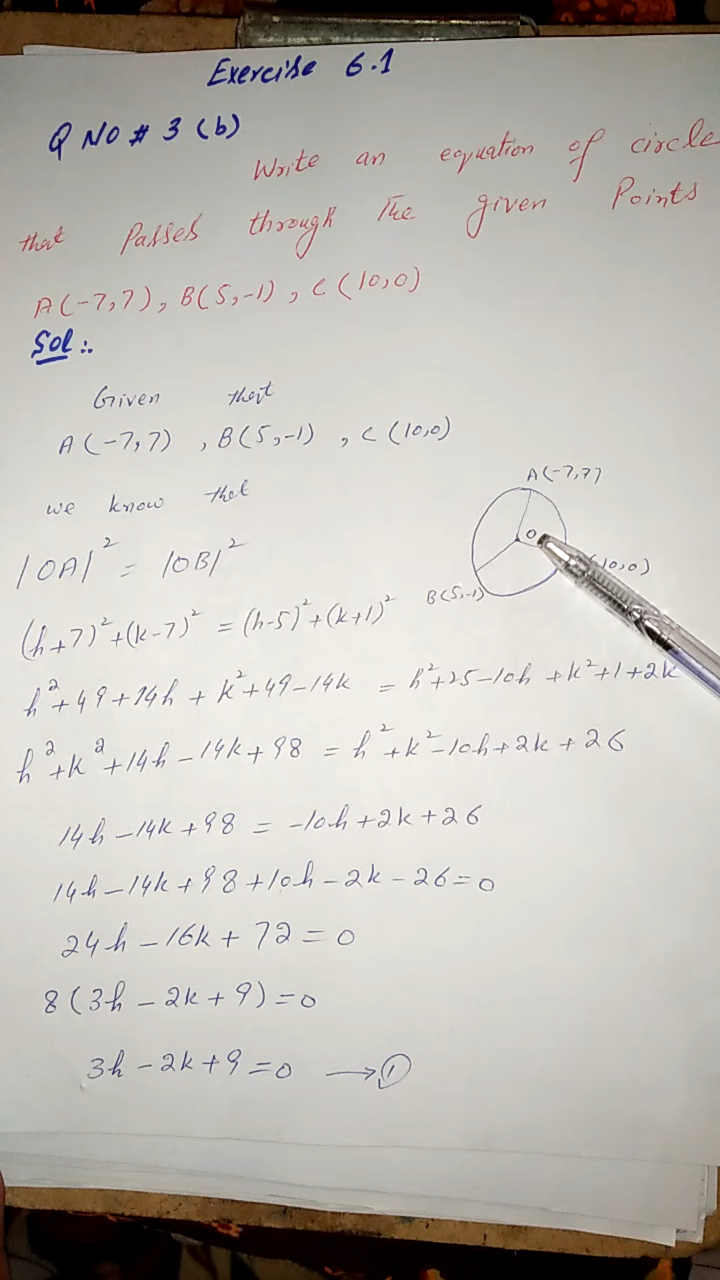 Exercise 6.1
Q No # 3 (b)
Write an equation of circle
that Passes through The given Points
A(-7,7), B(5,-1), C(10,0)
Sol :.
Given that
A(-7,7), B(5,-1), C(10,0)
we know that
|OA|² = |OB|²
A(-7,7)
O
B(5,-1)
(10,0)
(h+7)²+(k-7)² = (h-5)²+(k+1)²
h²+49+14h+k²+49-14k = h²+25-10h+k²+1+2k
h²+k²+14h-14k+98 = h²+k²-10h+2k+26
14h-14k+98 = -10h+2k+26
14h-14k+98+10h-2k-26=0
24h-16k+72=0
8(3h-2k+9)=0
3h-2k+9=0 → ①